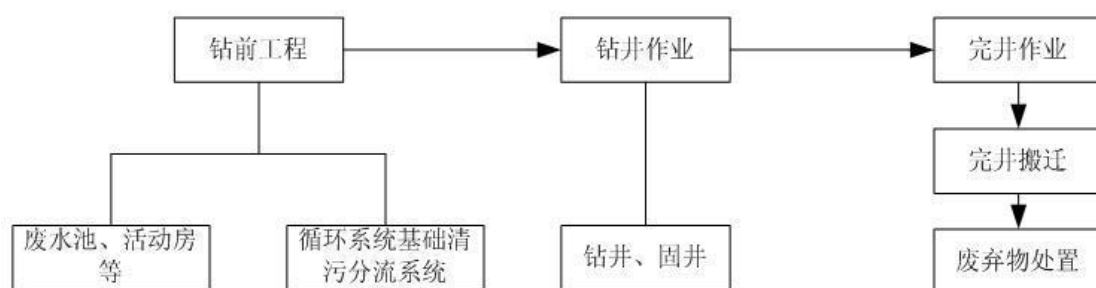 钻前工程
钻井作业
完井作业
完井搬迁
废水池、活动房
等
循环系统基础清
污分流系统
钻井、固井
废弃物处置